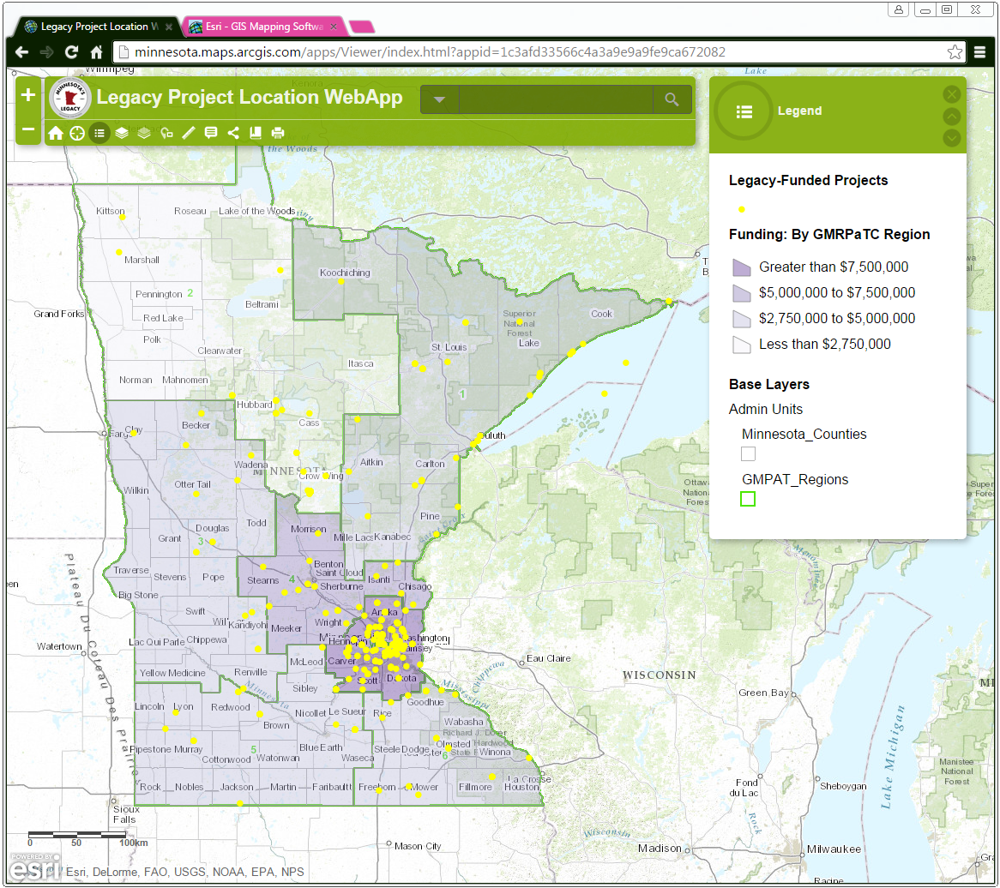 Legacy Project Location W
Esri - GIS Mapping Softwa
minnesota.maps.arcgis.com/apps/Viewer/index.html?appid=1c3afd33566c4a3a9e9a9fe9ca672082
Winnipeg
Kenora
Lake
+
MINNESOTA'S LEGACY
Legacy Project Location WebApp
−
Legend
the Woods
Legacy-Funded Projects
Funding: By GMRPaTC Region
Greater than $7,500,000
$5,000,000 to $7,500,000
$2,750,000 to $5,000,000
Less than $2,750,000
Base Layers
Admin Units
Minnesota_Counties
GMPAT_Regions
Kittson
Roseau
Lake of the Woods
Marshall
Koochiching
Pennington 2
Beltrami
Grand Forks
Red Lake
Superior
National
Forest
Cook
Polk
Clearwater
St. Louis
Lake
Itasca
Norman
Mahnomen
1
Hubbard
Cass
Becker
Clay
Fargo
Duluth
Aitkin
Carlton
Wadena
MINNESOTA
Crow Wing
Otter Tail
Wilkin
Ottawa
National
Forest
Superior
Forest
Pine
Todd
Douglas
Morrison
Mille Lacs
Kanabec
Grant
3
Benton
Saint Cloud
Traverse
Stevens
Pope
Stearns
4
Sherburne
Isanti
Chisago
Big Stone
Plateau Du Coteau Des Prairies
Swift
Kandiyohi
Meeker
Wright
Anoka
Lac Qui Parle
Chippewa
Hennepin
Washington
Watertown
McLeod
Carver
Ramsey
Eau Claire
Chippewa
Menominee
Yellow Medicine
Renville
Scott
Dakota
WISCONSIN
Sibley
Minnesota
Mississippi
Goodhue
Green Bay
Lincoln
Lyon
Redwood
Nicollet
Le Sueur
Rice
Brown
Wabasha
Richard J. Dorer
Hardwood
Pipestone
Murray
5
Blue Earth
Steele
Dodge
Olmsted
Winona
Cottonwood
Watonwan
Waseca
6
Lake Michigan
Manistee
National
Forest
Rock
Nobles
Jackson
Martin
Faribault
Freeborn
Mower
Fillmore
Houston
La Crosse
Fond
du Lac
Sheboygan
Sioux
Falls
Rock
Wisconsin
0 50 100km
Mason City
Madison
Milwaukee
POWERED BY
esri
Esri, DeLorme, FAO, USGS, NOAA, EPA, NPS
Racine